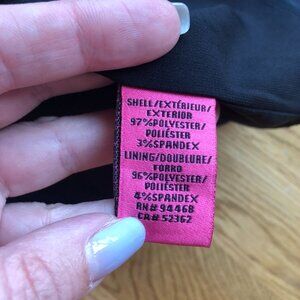 SHELL/EXTÉRIEUR/
EXTERIOR
97%POLYESTER/
POLIÉSTER
3%SPANDEX
LINING/DOUBLURE/
FORRO
96%POLYESTER/
POLIÉSTER
4%SPANDEX
RN# 94468
CA# 52362